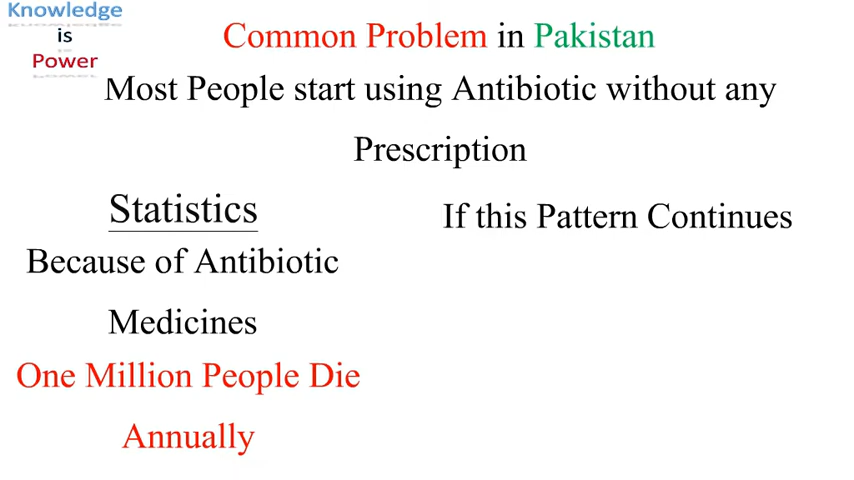 Knowledge
is
Power
Common Problem in Pakistan
Most People start using Antibiotic without any
Prescription
Statistics
Because of Antibiotic
Medicines
One Million People Die
Annually
If this Pattern Continues